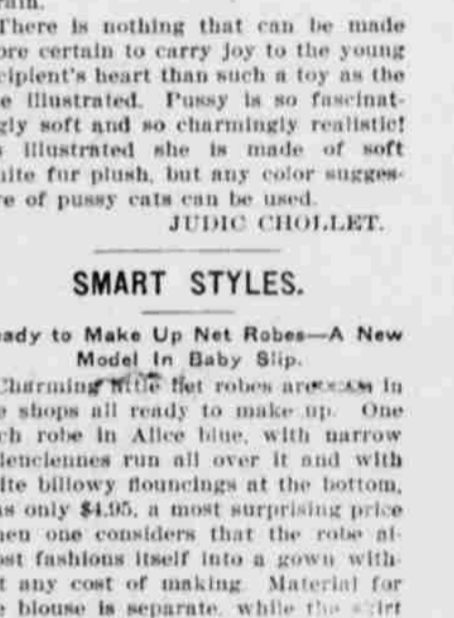 rain.
There is nothing that can be made
ore certain to carry joy to the young
cipient's heart than such a toy as the
e illustrated. Pussy is so fascinat-
gly soft and so charmingly realistic!
s illustrated she is made of soft
hite fur plush, but any color sugges-
ve of pussy cats can be used.
JUDIC CHOLLET.
SMART STYLES.
eady to Make Up Net Robes—A New
Model In Baby Slip.
Charming little net robes are in
e shops all ready to make up. One
ch robe in Alice blue, with narrow
lenciennes run all over it and with
ite billowy flouncings at the bottom,
as only $4.95, a most surprising price
hen one considers that the robe al-
ost fashions itself into a gown with-
t any cost of making. Material for
e blouse is separate, while the skirt